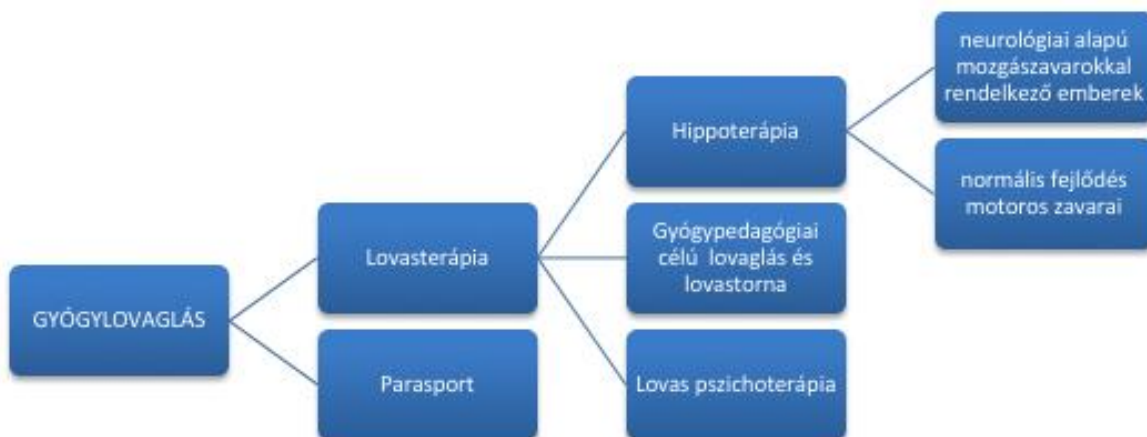 GYÓGYLOVAGLÁS
Lovasterápia
Parasport
Hippoterápia
Gyógypedagógiai
célú lovaglás és
lovastorna
Lovas pszichoterápia
neurológiai alapú
mozgászavarokkal
rendelkező emberek
normális fejlődés
motoros zavarai